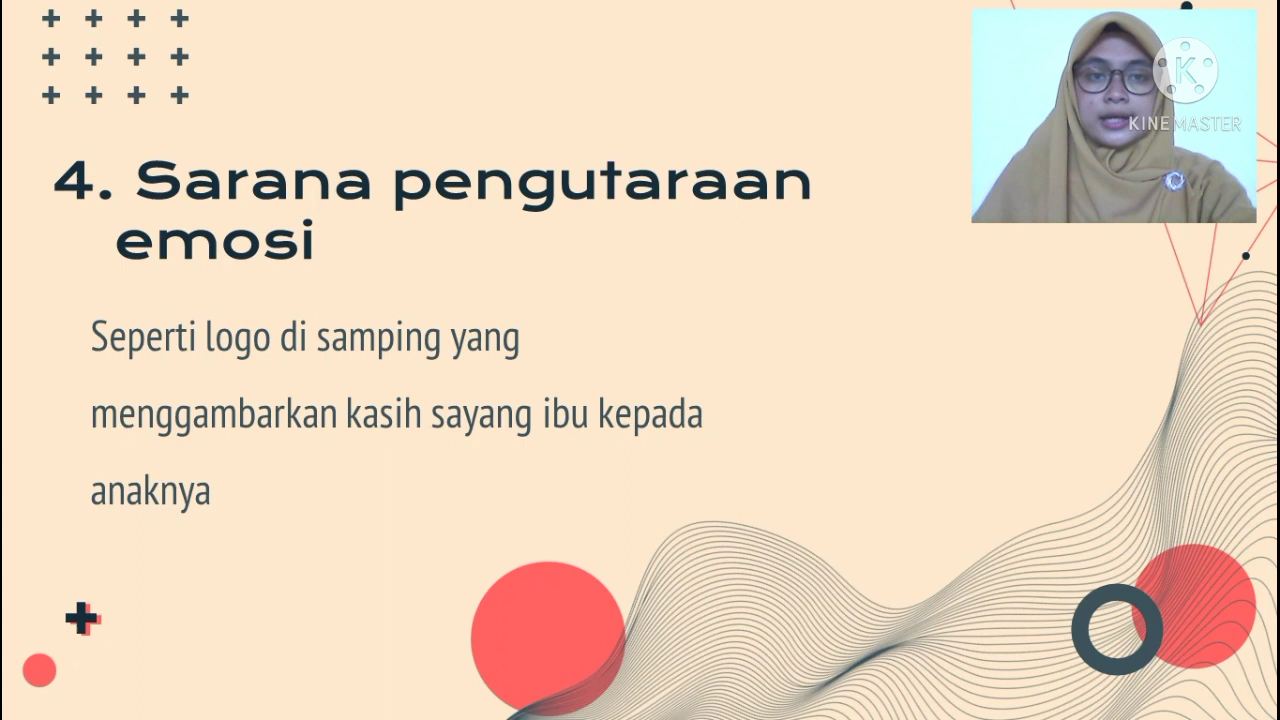 4. Sarana pengutaraan
emosi
Seperti logo di samping yang
menggambarkan kasih sayang ibu kepada
anaknya
K
KINEMASTER